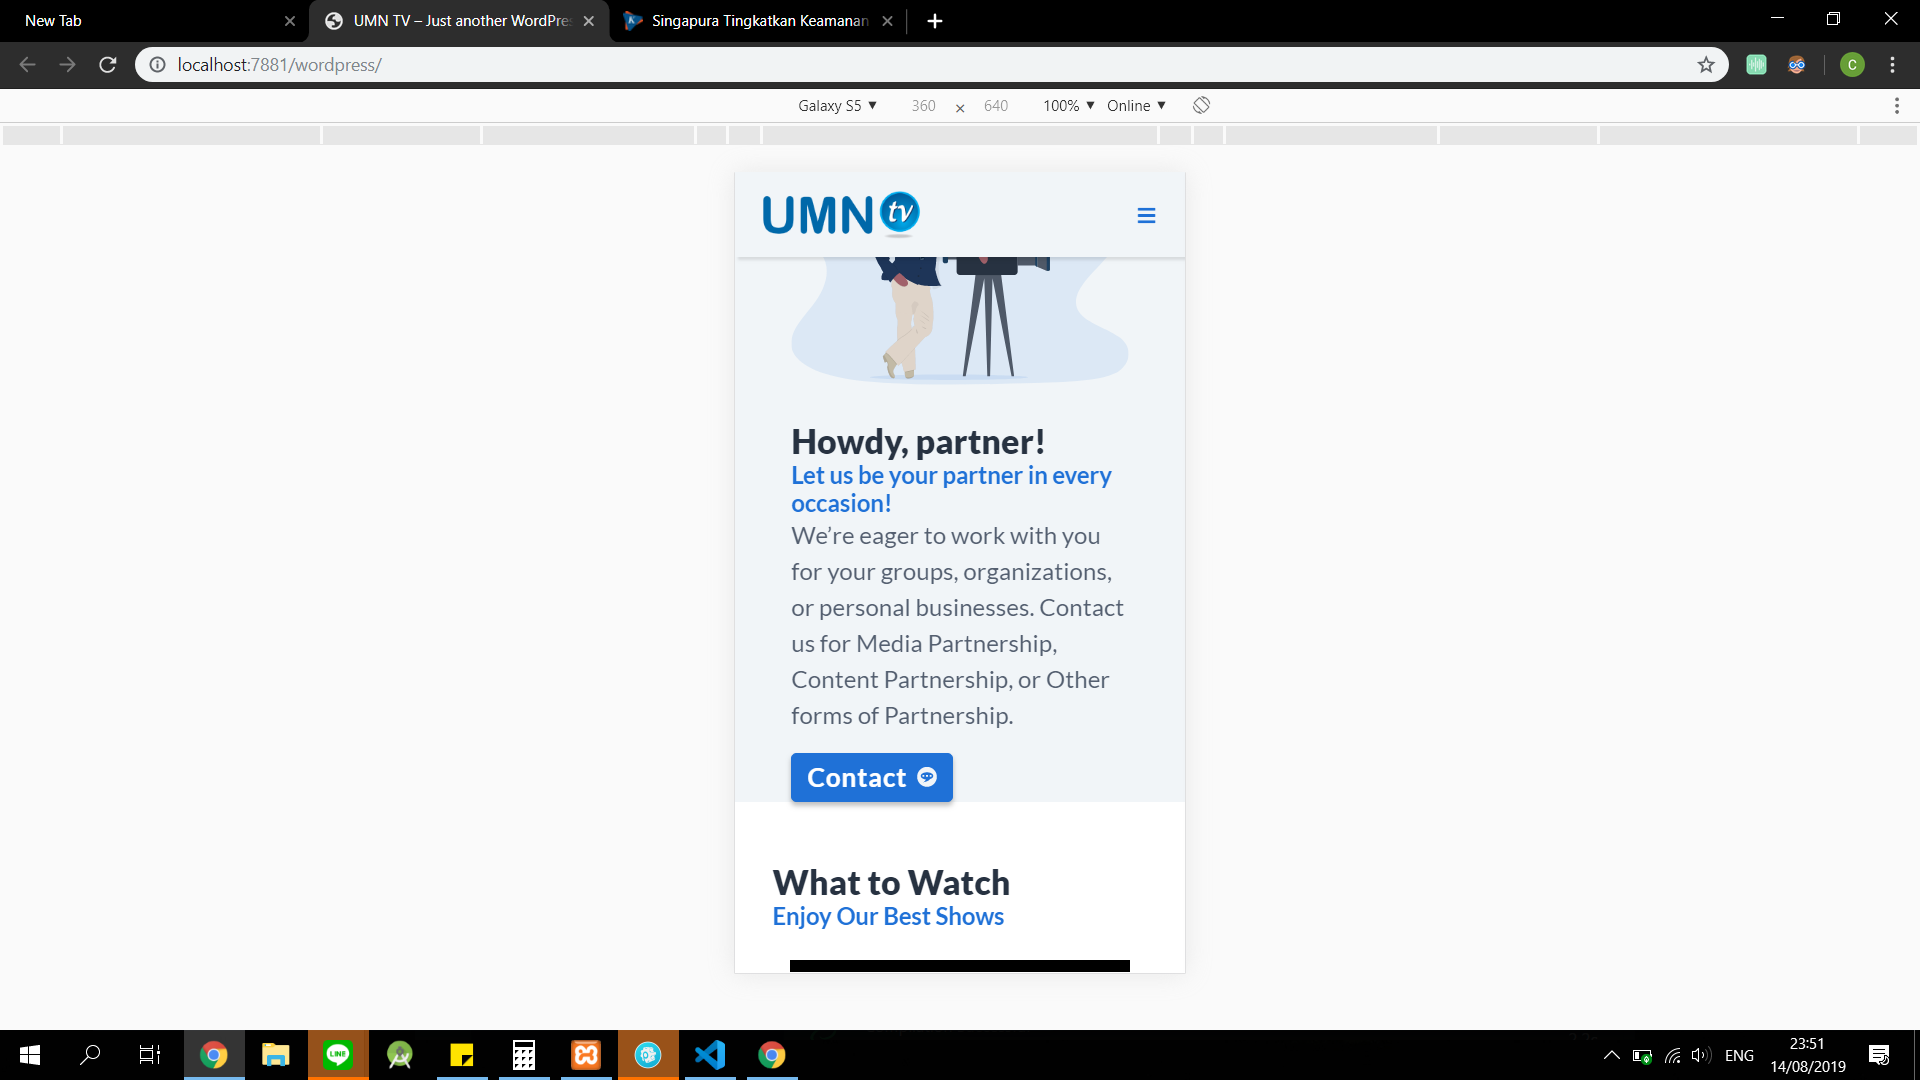 New Tab
UMN TV – Just another WordPres
Singapura Tingkatkan Keamanan
localhost:7881/wordpress/
C
Galaxy S5 ▼ 360 × 640 100% ▼ Online ▼
UMN tv
Howdy, partner!
Let us be your partner in every
occasion!
We’re eager to work with you
for your groups, organizations,
or personal businesses. Contact
us for Media Partnership,
Content Partnership, or Other
forms of Partnership.
Contact
What to Watch
Enjoy Our Best Shows
LINE
ENG
23:51
14/08/2019